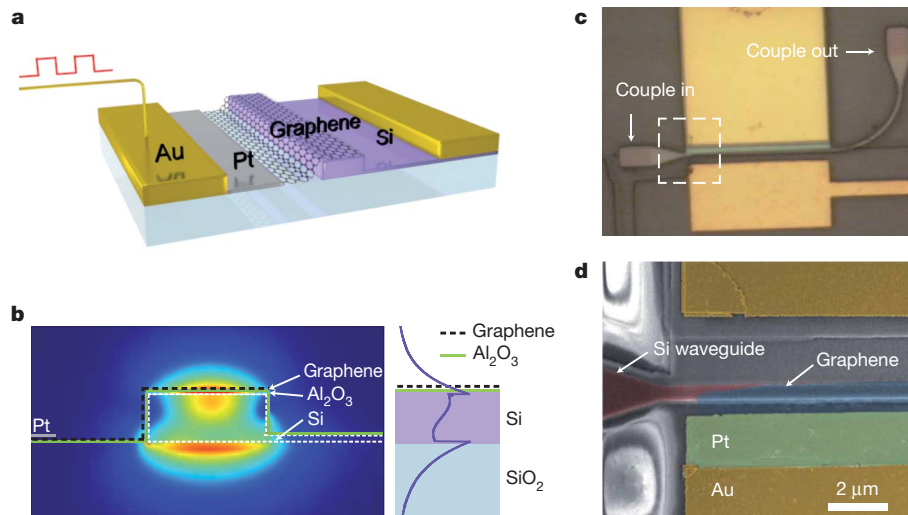 a
Au
Pt
Graphene
Si
b
Graphene
Al₂O₃
Graphene
Al₂O₃
Si
Pt
Si
SiO₂
c
Couple out
Couple in
d
Si waveguide
Graphene
Pt
Au
2 μm